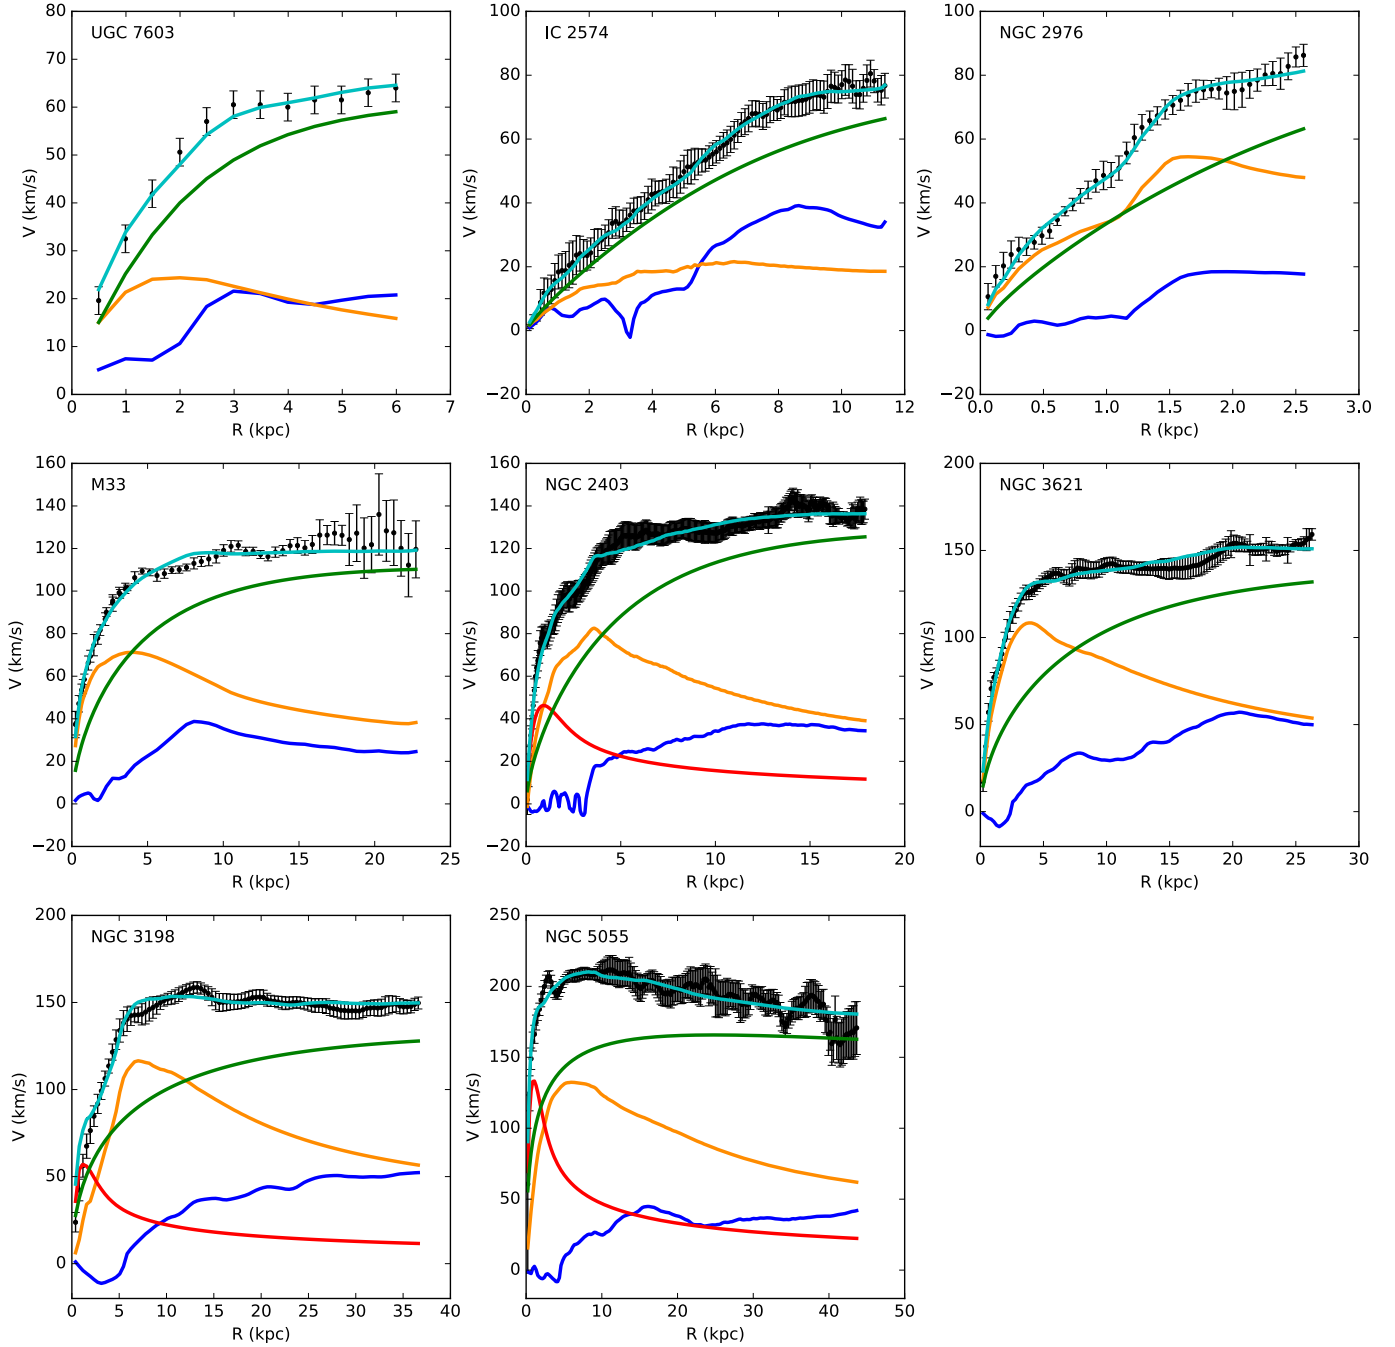 UGC 7603
V (km/s)
80
70
60
50
40
30
20
10
0
0 1 2 3 4 5 6 7
R (kpc)
IC 2574
V (km/s)
100
80
60
40
20
0
−20
0 2 4 6 8 10 12
R (kpc)
NGC 2976
V (km/s)
100
80
60
40
20
0
−20
0.0 0.5 1.0 1.5 2.0 2.5 3.0
R (kpc)
M33
V (km/s)
160
140
120
100
80
60
40
20
0
−20
0 5 10 15 20 25
R (kpc)
NGC 2403
V (km/s)
160
140
120
100
80
60
40
20
0
−20
0 5 10 15 20
R (kpc)
NGC 3621
V (km/s)
200
150
100
50
0
0 5 10 15 20 25 30
R (kpc)
NGC 3198
V (km/s)
200
150
100
50
0
0 5 10 15 20 25 30 35 40
R (kpc)
NGC 5055
V (km/s)
250
200
150
100
50
0
0 10 20 30 40 50
R (kpc)